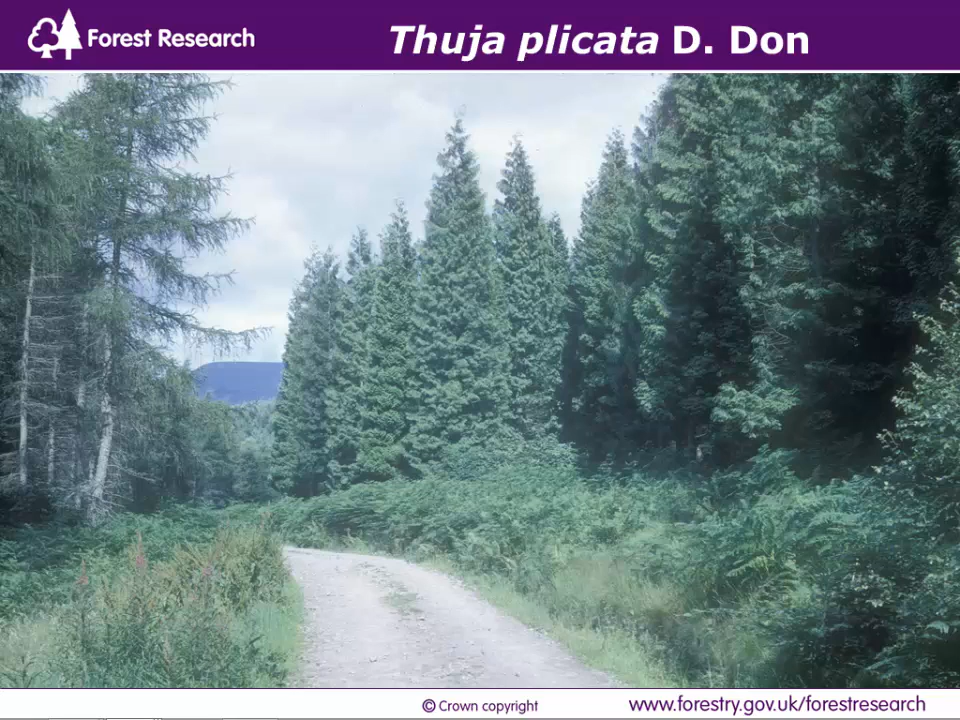 Forest Research
Thuja plicata D. Don
© Crown copyright
www.forestry.gov.uk/forestresearch